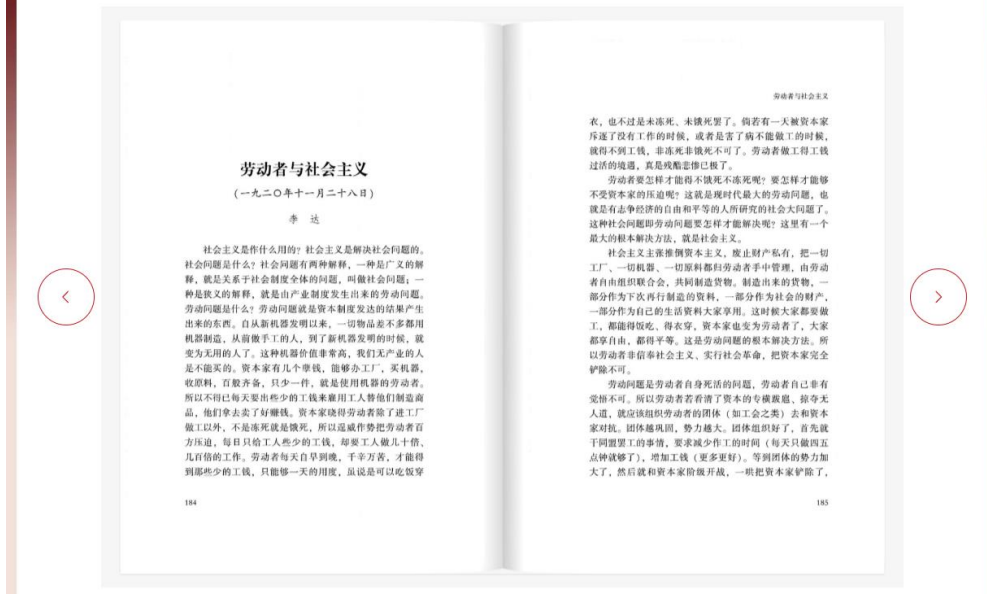 劳动者与社会主义
(一九二〇年十一月二十八日)
李 达
社会主义是作什么用的？社会主义是解决社会问题的。
社会问题是什么？社会问题有两种解释，一种是广义的解
释，就是关系于社会制度全体的问题，叫做社会问题；一
种是狭义的解释，就是由产业制度发生出来的劳动问题。
劳动问题是什么？劳动问题就是资本制度发达的结果产生
出来的东西。自从新机器发明以来，一切物品差不多都用
机器制造，从前做手工的人，到了新机器发明的时候，就
变为无用的人了。这种机器价值非常高，我们无产业的人
是不能买的。资本家有几个孽钱，能够办工厂，买机器，
收原料，百般齐备，只少一件，就是使用机器的劳动者。
所以不得已每天要出些少的工钱来雇用工人替他们制造商
品，他们拿去卖了好赚钱。资本家晓得劳动者除了进工厂
做工以外，不是冻死就是饿死，所以逞威作势把劳动者百
方压迫，每日只给工人些少的工钱，却要工人做几十倍、
几百倍的工作。劳动者每天自早到晚，千辛万苦，才能得
到那些少的工钱，只能够一天的用度，虽说是可以吃饭穿
184
劳动者与社会主义
衣，也不过是未冻死、未饿死罢了。倘若有一天被资本家
斥逐了没有工作的时候，或者是害了病不能做工的时候，
就得不到工钱，非冻死非饿死不可了。劳动者做工得工钱
过活的境遇，真是残酷悲惨已极了。
劳动者要怎样才能得不饿死不冻死呢？要怎样才能够
不受资本家的压迫呢？这就是现时代最大的劳动问题，也
就是有志争经济的自由和平等的人所研究的社会大问题了。
这种社会问题即劳动问题要怎样才能解决呢？这里有一个
最大的根本解决方法，就是社会主义。
社会主义主张推倒资本主义，废止财产私有，把一切
工厂、一切机器、一切原料都归劳动者手中管理，由劳动
者自由组织联合会，共同制造货物。制造出来的货物，一
部分作为下次再行制造的资料，一部分作为社会的财产，
一部分作为自己的生活资料大家享用。这时候大家都要做
工，都能得饭吃，得衣穿，资本家也变为劳动者了，大家
都享自由，都得平等。这是劳动问题的根本解决方法。所
以劳动者非信奉社会主义、实行社会革命，把资本家完全
铲除不可。
劳动问题是劳动者自身死活的问题，劳动者自己非有
觉悟不可。所以劳动者若看清了资本的专横跋扈、掠夺无
人道，就应该组织劳动者的团体（如工会之类）去和资本
家对抗。团体越巩固，势力越大。团体组织好了，首先就
干同盟罢工的事情，要求减少作工的时间（每天只做四五
点钟就够了），增加工钱（更多更好）。等到团体的势力加
大了，然后就和资本家阶级开战，一哄把资本家铲除了，
185